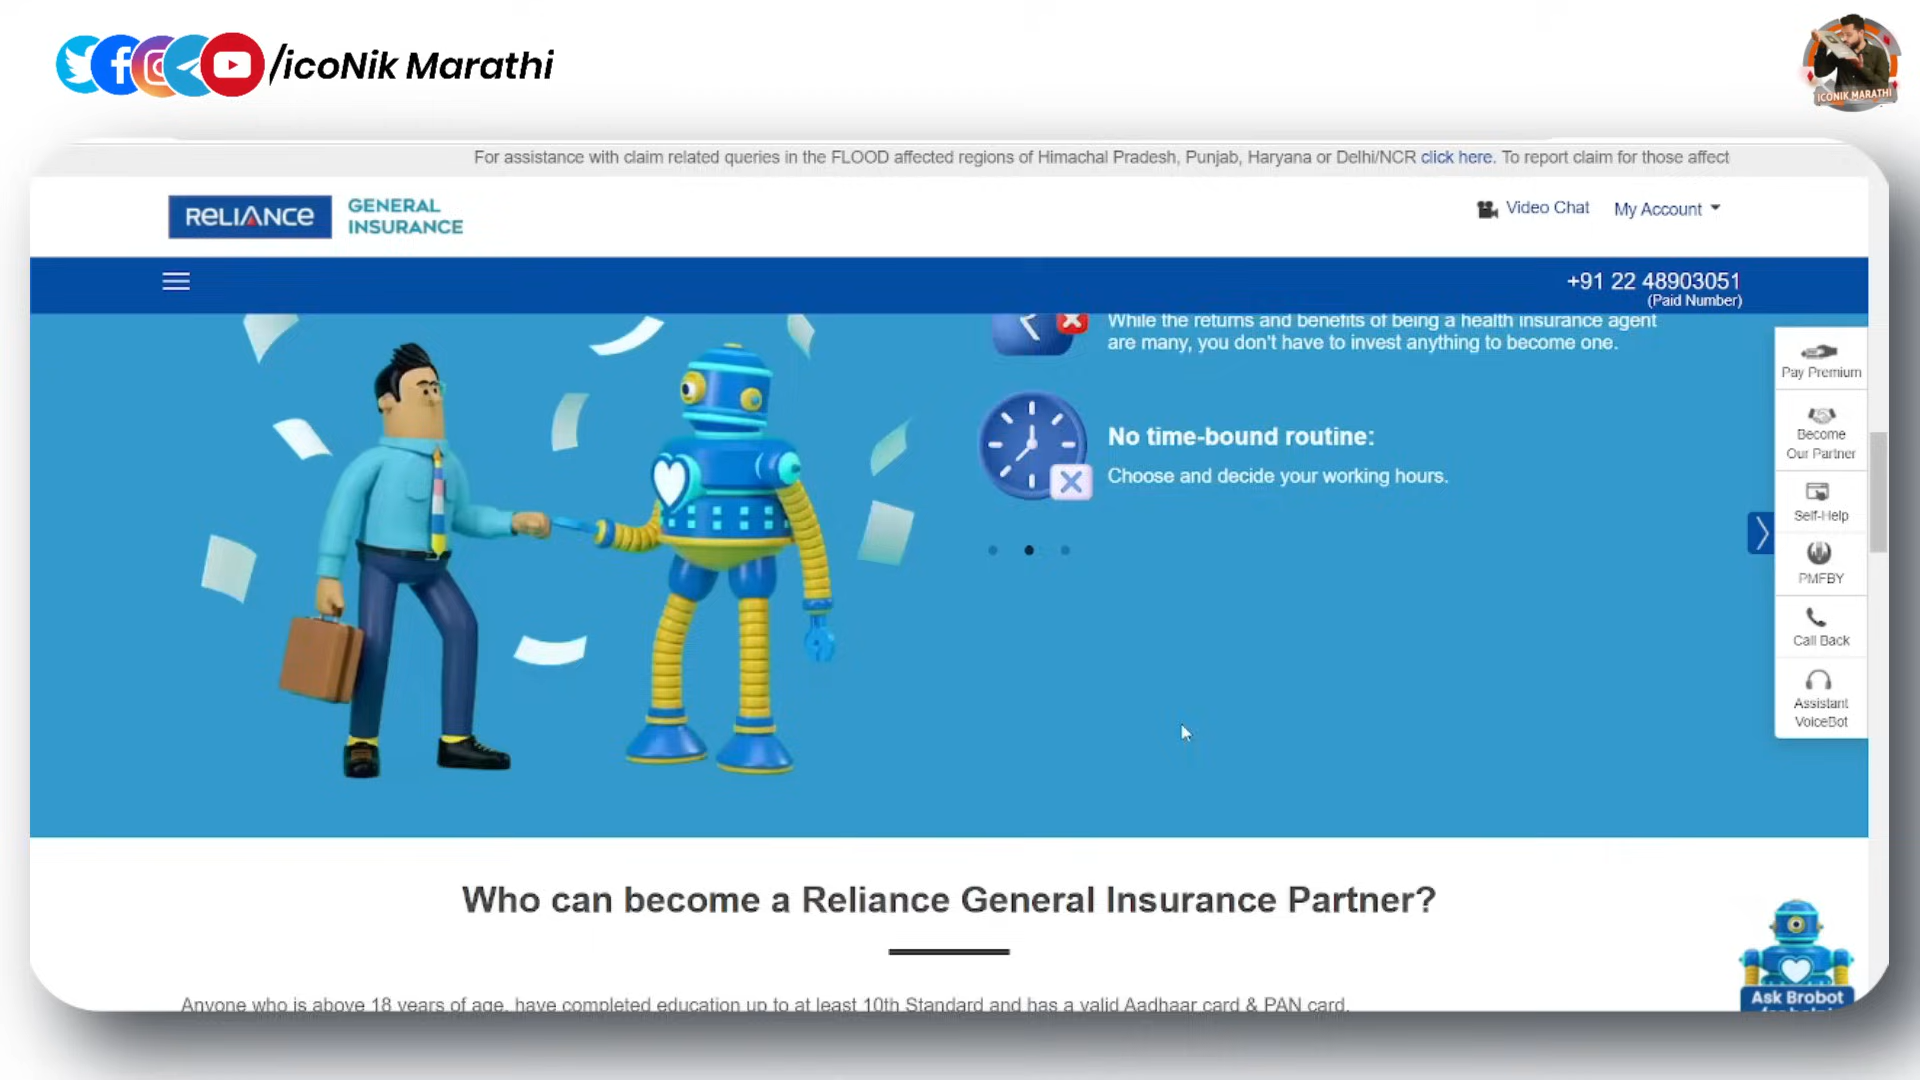 /icoNik Marathi
ICONIK MARATHI
For assistance with claim related queries in the FLOOD affected regions of Himachal Pradesh, Punjab, Haryana or Delhi/NCR click here. To report claim for those affect
RELIANCE
GENERAL
INSURANCE
Video Chat
My Account
+91 22 48903051
(Paid Number)
While the returns and benefits of being a health insurance agent
are many, you don't have to invest anything to become one.
No time-bound routine:
Choose and decide your working hours.
Pay Premium
Become
Our Partner
Self-Help
PMFBY
Call Back
Assistant
VoiceBot
Who can become a Reliance General Insurance Partner?
Anyone who is above 18 years of age, have completed education up to at least 10th Standard and has a valid Aadhaar card & PAN card.
Ask Brobot